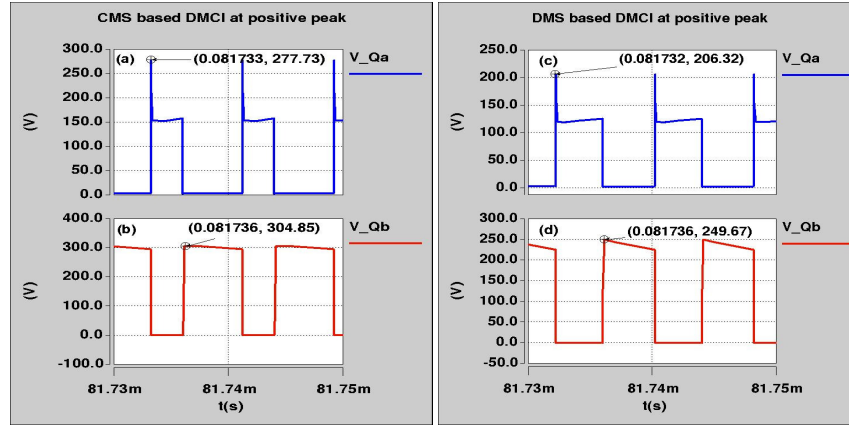 CMS based DMCI at positive peak
300.0
250.0
200.0
150.0
100.0
50.0
0.0
(V)
(a)
(0.081733, 277.73)
V_Qa
400.0
300.0
200.0
100.0
0.0
-100.0
(V)
(b)
(0.081736, 304.85)
V_Qb
81.73m
81.74m
81.75m
t(s)
DMS based DMCI at positive peak
250.0
200.0
150.0
100.0
50.0
0.0
(V)
(c)
(0.081732, 206.32)
V_Qa
300.0
250.0
200.0
150.0
100.0
50.0
0.0
-50.0
(V)
(d)
(0.081736, 249.67)
V_Qb
81.73m
81.74m
81.75m
t(s)